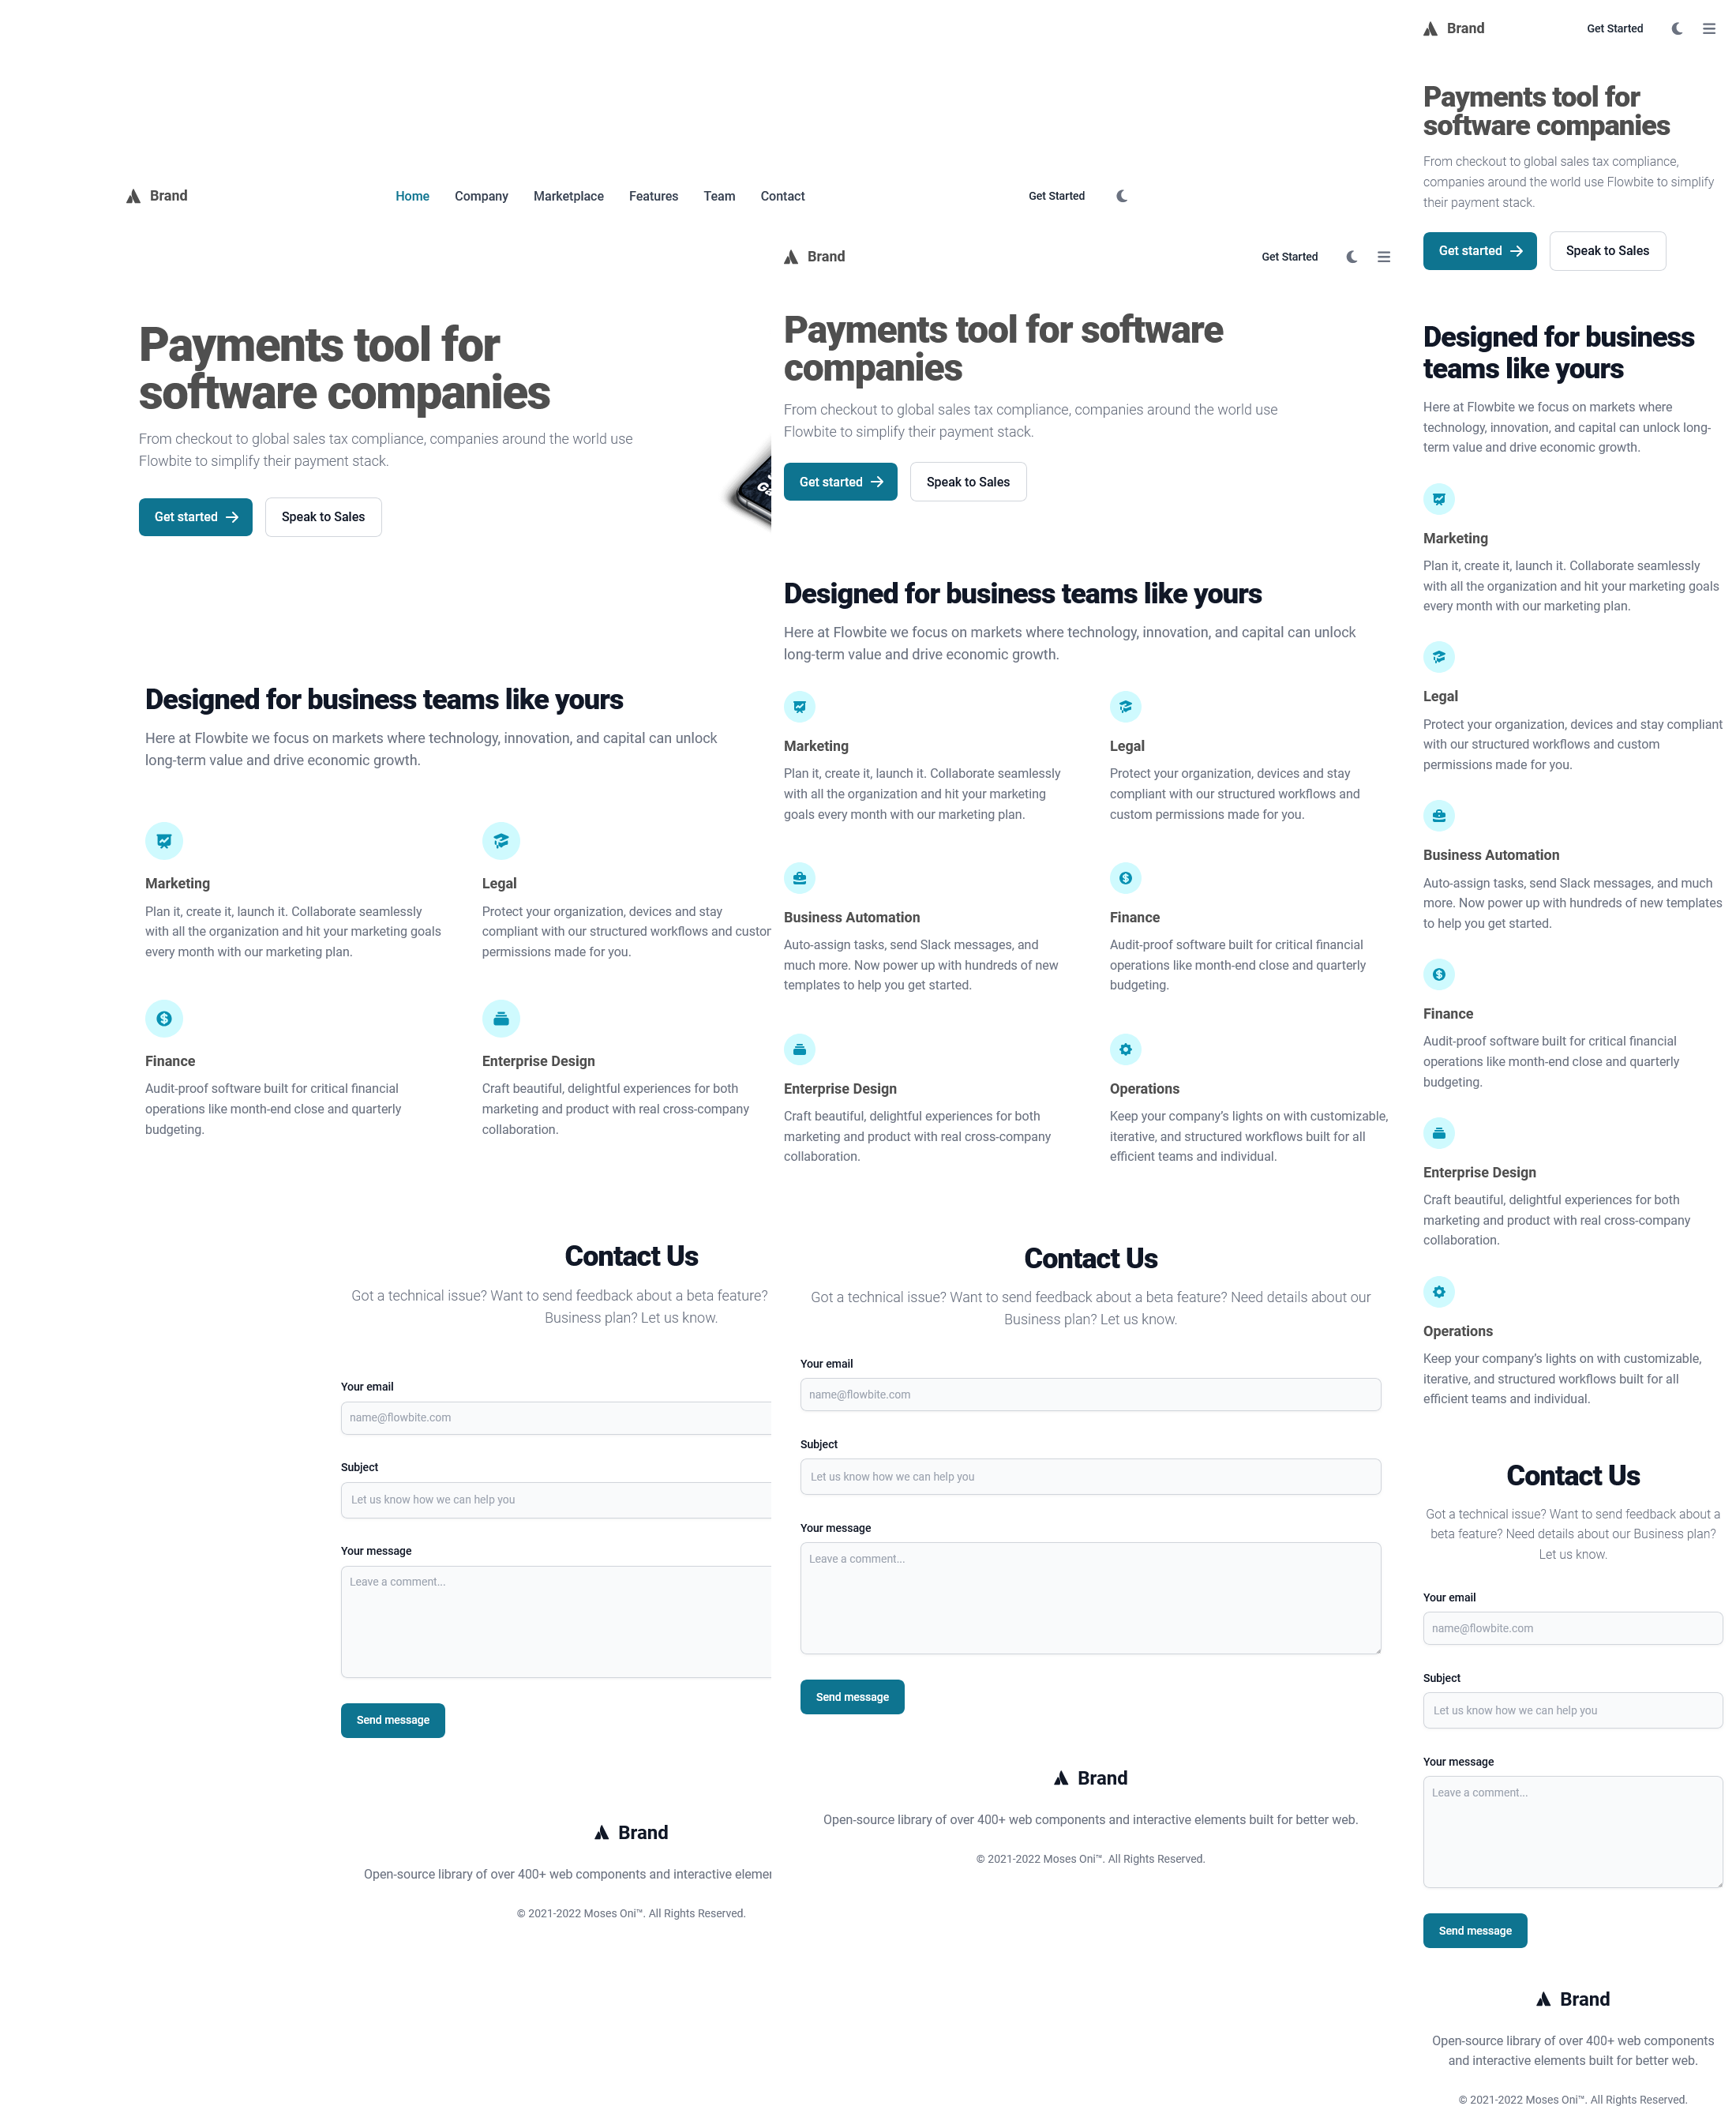 Brand
Home
Company
Marketplace
Features
Team
Contact
Get Started
Payments tool for
software companies
From checkout to global sales tax compliance, companies around the world use
Flowbite to simplify their payment stack.
Get started
Speak to Sales
Designed for business teams like yours
Here at Flowbite we focus on markets where technology, innovation, and capital can unlock
long-term value and drive economic growth.
Marketing
Plan it, create it, launch it. Collaborate seamlessly
with all the organization and hit your marketing goals
every month with our marketing plan.
Legal
Protect your organization, devices and stay
compliant with our structured workflows and
permissions made for you.
Finance
Audit-proof software built for critical financial
operations like month-end close and quarterly
budgeting.
Enterprise Design
Craft beautiful, delightful experiences for both
marketing and product with real cross-company
collaboration.
Contact Us
Got a technical issue? Want to send feedback about a beta feature?
Business plan? Let us know.
Your email
name@flowbite.com
Subject
Let us know how we can help you
Your message
Leave a comment...
Send message
Brand
Open-source library of over 400+ web components and interactive
© 2021-2022 Moses Oni™. All Rights Reserved.
Brand
Get Started
Payments tool for software
companies
From checkout to global sales tax compliance, companies around the world use
Flowbite to simplify their payment stack.
Get started
Speak to Sales
Designed for business teams like yours
Here at Flowbite we focus on markets where technology, innovation, and capital can unlock
long-term value and drive economic growth.
Marketing
Plan it, create it, launch it. Collaborate seamlessly
with all the organization and hit your marketing
goals every month with our marketing plan.
Legal
Protect your organization, devices and stay
compliant with our structured workflows and
custom permissions made for you.
Business Automation
Auto-assign tasks, send Slack messages, and
much more. Now power up with hundreds of new
templates to help you get started.
Finance
Audit-proof software built for critical financial
operations like month-end close and quarterly
budgeting.
Enterprise Design
Craft beautiful, delightful experiences for both
marketing and product with real cross-company
collaboration.
Operations
Keep your company’s lights on with customizable,
iterative, and structured workflows built for all
efficient teams and individual.
Contact Us
Got a technical issue? Want to send feedback about a beta feature? Need details about our
Business plan? Let us know.
Your email
name@flowbite.com
Subject
Let us know how we can help you
Your message
Leave a comment...
Send message
Brand
Open-source library of over 400+ web components and interactive elements built for better web.
© 2021-2022 Moses Oni™. All Rights Reserved.
Brand
Get Started
Payments tool for
software companies
From checkout to global sales tax compliance,
companies around the world use Flowbite to simplify
their payment stack.
Get started
Speak to Sales
Designed for business
teams like yours
Here at Flowbite we focus on markets where
technology, innovation, and capital can unlock long-
term value and drive economic growth.
Marketing
Plan it, create it, launch it. Collaborate seamlessly
with all the organization and hit your marketing goals
every month with our marketing plan.
Legal
Protect your organization, devices and stay compliant
with our structured workflows and custom
permissions made for you.
Business Automation
Auto-assign tasks, send Slack messages, and much
more. Now power up with hundreds of new templates
to help you get started.
Finance
Audit-proof software built for critical financial
operations like month-end close and quarterly
budgeting.
Enterprise Design
Craft beautiful, delightful experiences for both
marketing and product with real cross-company
collaboration.
Operations
Keep your company’s lights on with customizable,
iterative, and structured workflows built for all
efficient teams and individual.
Contact Us
Got a technical issue? Want to send feedback about a
beta feature? Need details about our Business plan?
Let us know.
Your email
name@flowbite.com
Subject
Let us know how we can help you
Your message
Leave a comment...
Send message
Brand
Open-source library of over 400+ web components
and interactive elements built for better web.
© 2021-2022 Moses Oni™. All Rights Reserved.